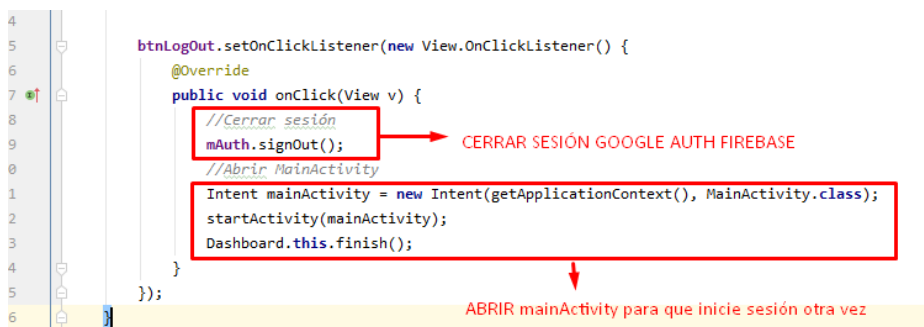 4
5 btnLogOut.setOnClickListener(new View.OnClickListener() {
6 @Override
7 public void onClick(View v) {
8 //Cerrar sesión
9 mAuth.signOut(); CERRAR SESIÓN GOOGLE AUTH FIREBASE
0 //Abrir MainActivity
1 Intent mainActivity = new Intent(getApplicationContext(), MainActivity.class);
2 startActivity(mainActivity);
3 Dashboard.this.finish();
4 }
5 });
ABRIR mainActivity para que inicie sesión otra vez
6 }